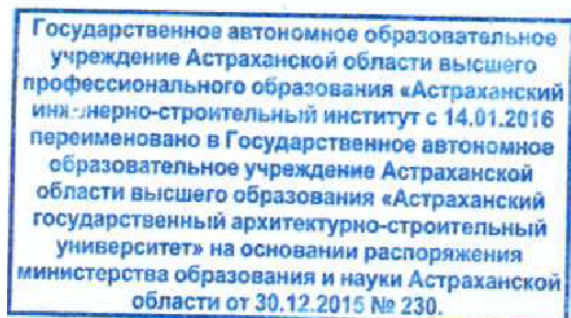 Государственное автономное образовательное
учреждение Астраханской области высшего
профессионального образования «Астраханский
инженерно-строительный институт с 14.01.2016
переименовано в Государственное автономное
образовательное учреждение Астраханской
области высшего образования «Астраханский
государственный архитектурно-строительный
университет» на основании распоряжения
министерства образования и науки Астраханской
области от 30.12.2015 № 230.